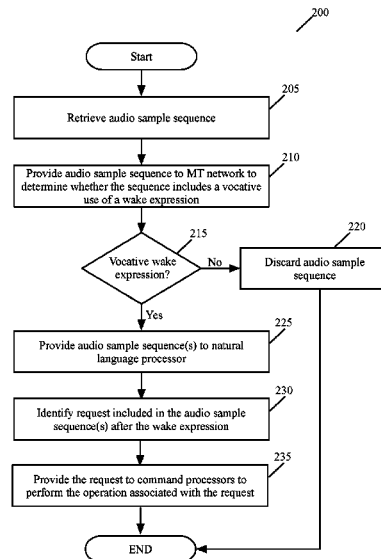 200
Start
205
Retrieve audio sample sequence
210
Provide audio sample sequence to MT network to
determine whether the sequence includes a vocative
use of a wake expression
215
Vocative wake
expression?
No
220
Discard audio sample
sequence
Yes
225
Provide audio sample sequence(s) to natural
language processor
230
Identify request included in the audio sample
sequence(s) after the wake expression
235
Provide the request to command processors to
perform the operation associated with the request
END